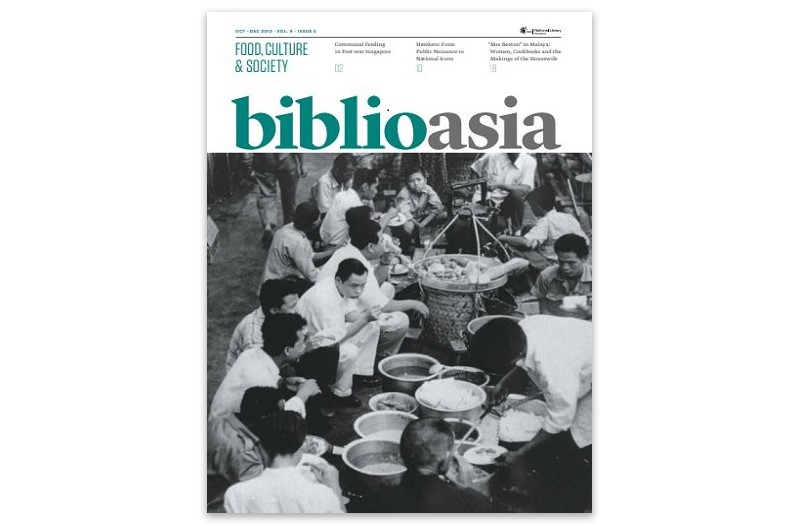 OCT – DEC 2013 · VOL. 9 · ISSUE 3
National Library
FOOD, CULTURE
& SOCIETY
Communal Feeding
in Post-war Singapore
02
Hawkers: From
Public Nuisance to
National Icons
10
"Mrs Beeton" in Malaya:
Women, Cookbooks and the
Makings of the Housewife
18
biblioasia